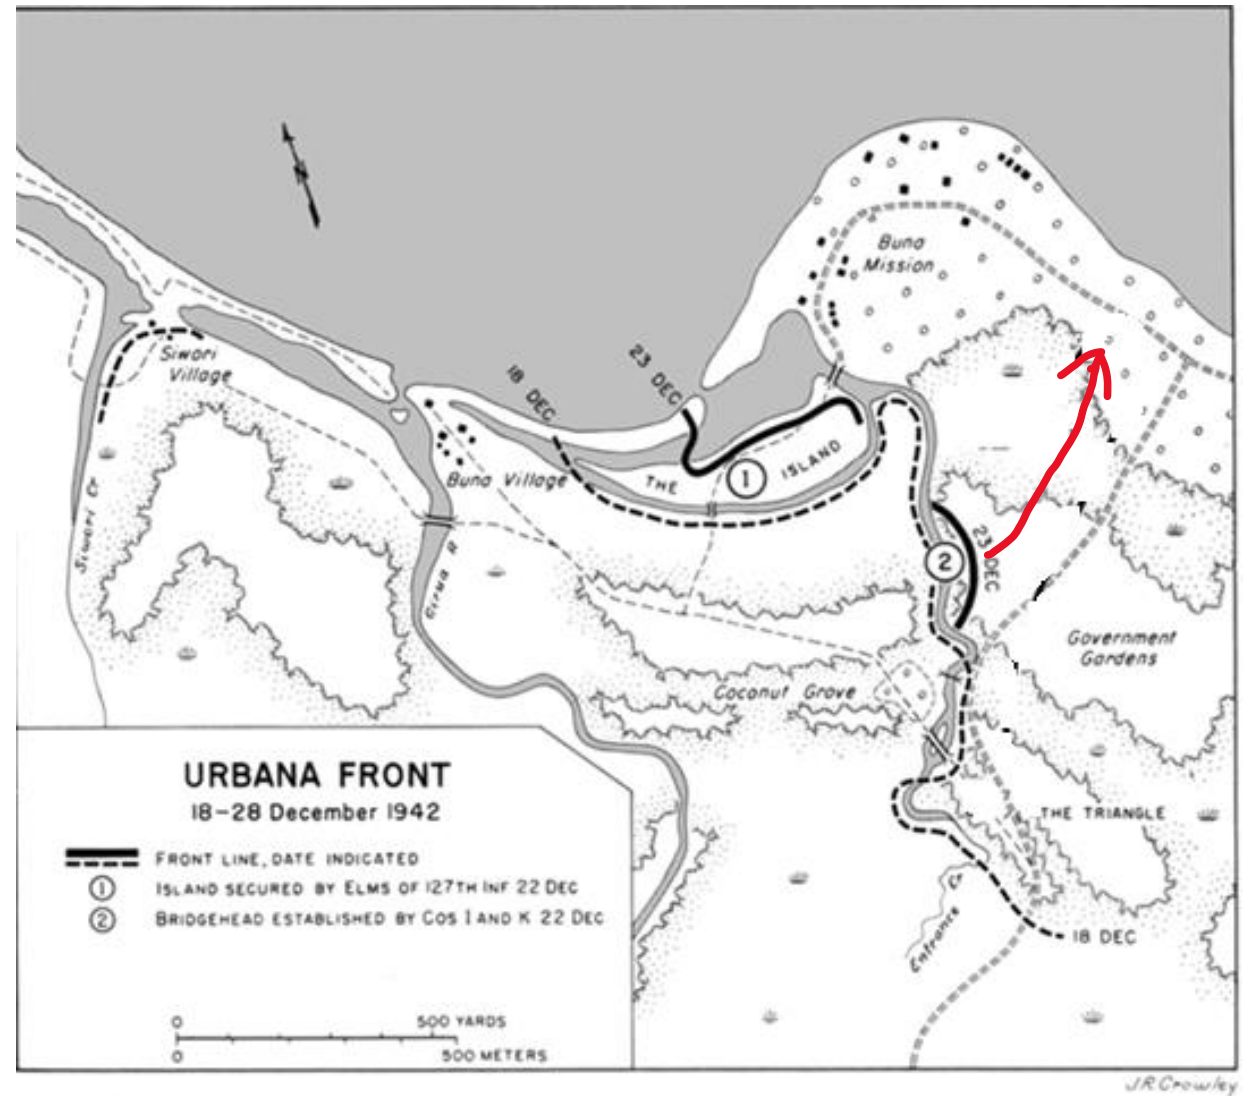 N
Buna
Mission
Siwori
Village
23 DEC
18 DEC
Buna Village
THE
1
ISLAND
Siwori Cr
Girua R
2
23 DEC
Government
Gardens
Coconut Grove
THE TRIANGLE
Entrance Cr
18 DEC
URBANA FRONT
18-28 December 1942
FRONT LINE, DATE INDICATED
1 ISLAND SECURED BY ELMS OF 127TH INF 22 DEC
2 BRIDGEHEAD ESTABLISHED BY COS I AND K 22 DEC
0 500 YARDS
0 500 METERS
J.R.Crowley